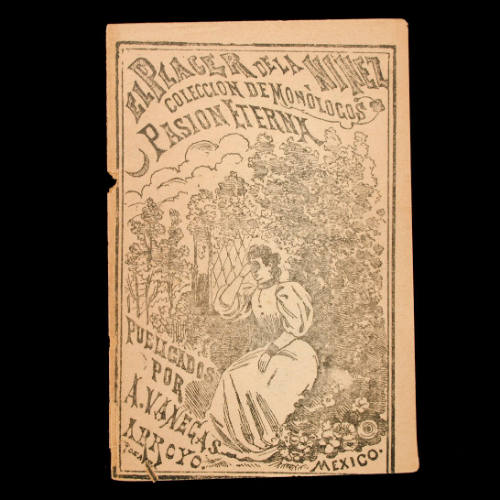 EL PLACER DE LA NIÑEZ
COLECCION DE MONÓLOGOS
PASION ETERNA
PUBLICADOS
POR
A. VANEGAS
ARROYO.
MEXICO.